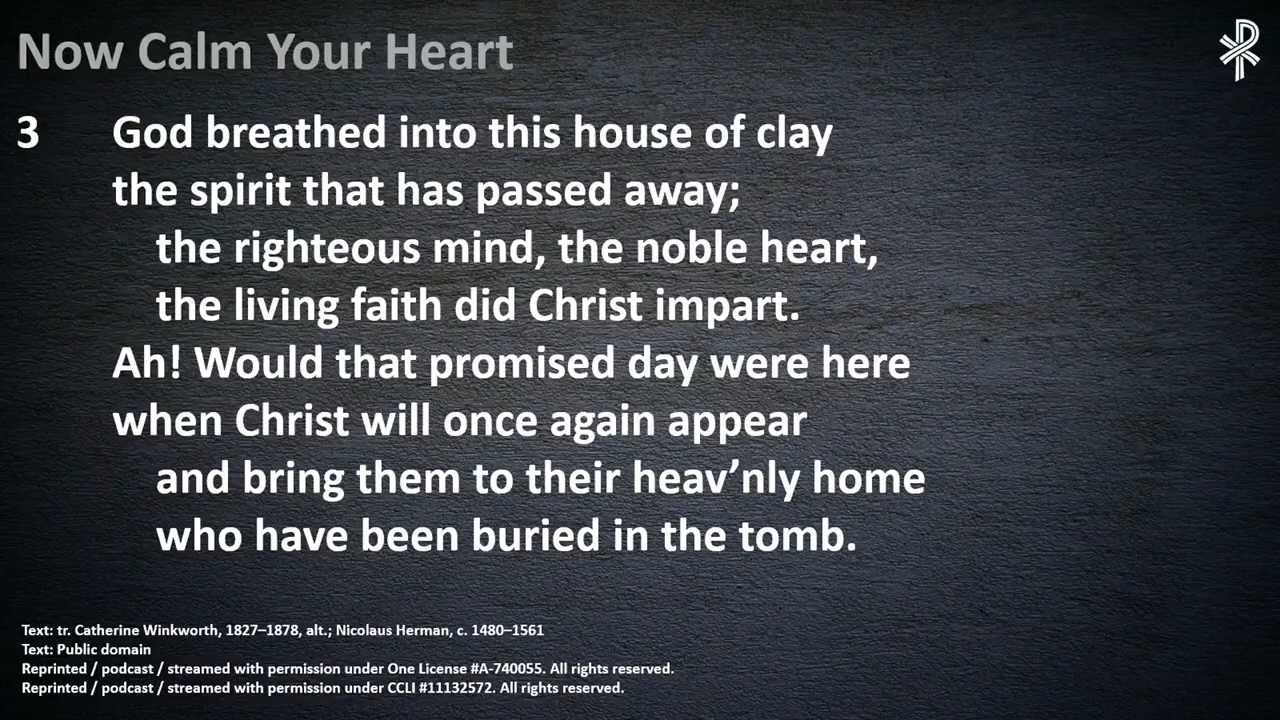 Now Calm Your Heart
3 God breathed into this house of clay
the spirit that has passed away;
the righteous mind, the noble heart,
the living faith did Christ impart.
Ah! Would that promised day were here
when Christ will once again appear
and bring them to their heav’nly home
who have been buried in the tomb.
Text: tr. Catherine Winkworth, 1827–1878, alt.; Nicolaus Herman, c. 1480–1561
Text: Public domain
Reprinted / podcast / streamed with permission under One License #A-740055. All rights reserved.
Reprinted / podcast / streamed with permission under CCLI #11132572. All rights reserved.